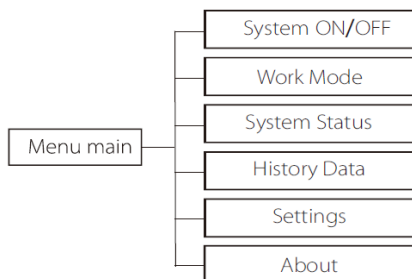 System ON/OFF
Work Mode
System Status
Menu main
History Data
Settings
About